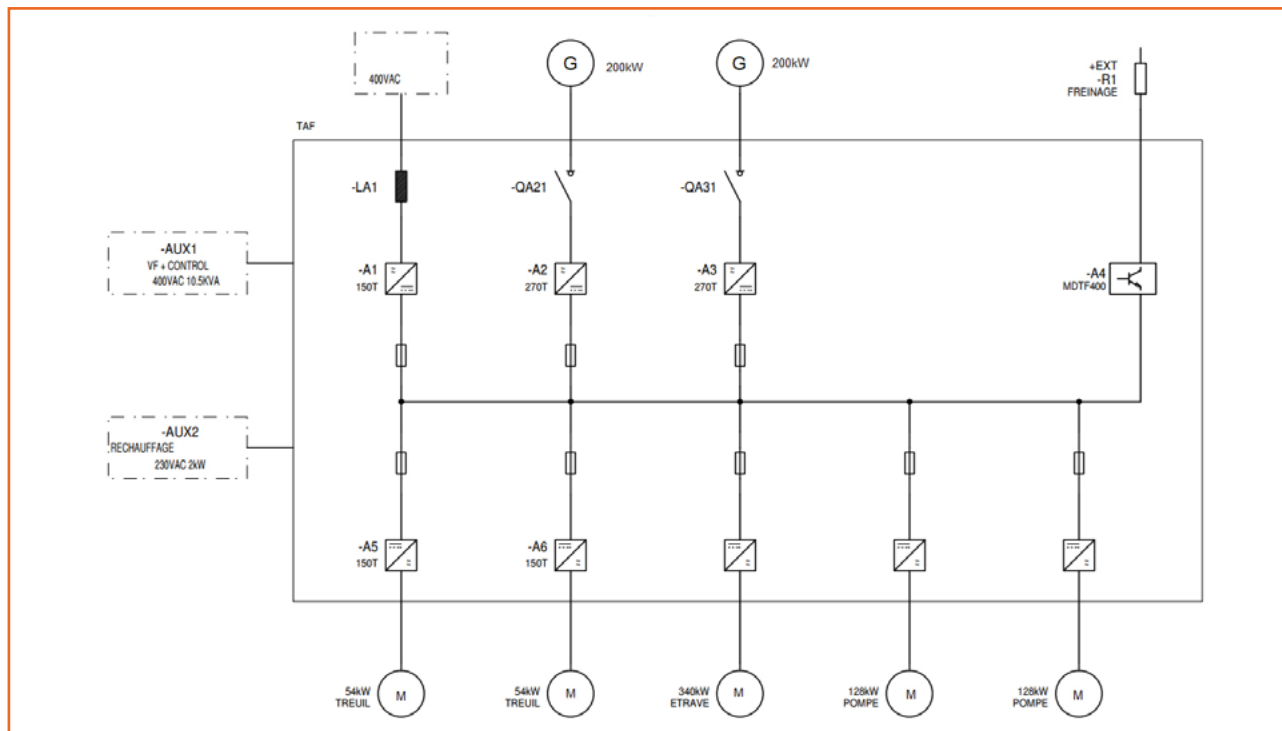 400VAC
G
200kW
G
200kW
+EXT
-R1
FREINAGE
TAF
-LA1
-QA21
-QA31
-AUX1
VF + CONTROL
400VAC 10.5KVA
-A1
150T
-A2
270T
-A3
270T
-A4
MDTF400
-AUX2
RECHAUFFAGE
230VAC 2kW
-A5
150T
-A6
150T
54kW
TREUIL
M
54kW
TREUIL
M
340kW
ETRAVE
M
128kW
POMPE
M
128kW
POMPE
M